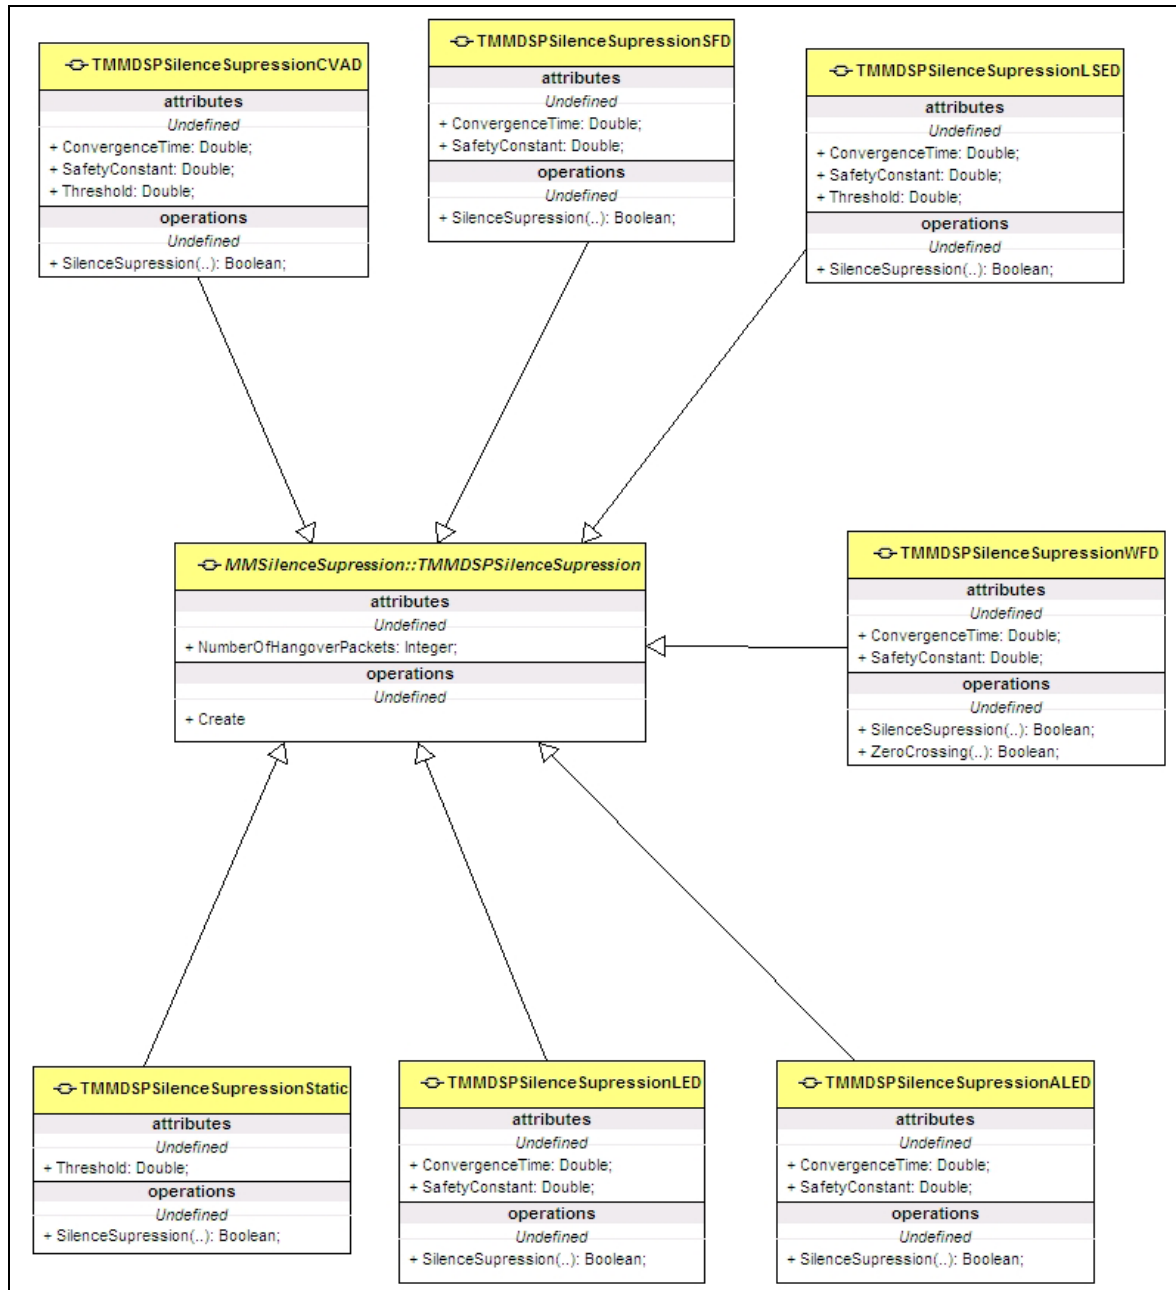 TMMDSPSilenceSupressionCVAD
attributes
Undefined
+ ConvergenceTime: Double;
+ SafetyConstant: Double;
+ Threshold: Double;
operations
Undefined
+ SilenceSupression(..): Boolean;
TMMDSPSilenceSupressionSFD
attributes
Undefined
+ ConvergenceTime: Double;
+ SafetyConstant: Double;
operations
Undefined
+ SilenceSupression(..): Boolean;
TMMDSPSilenceSupressionLSED
attributes
Undefined
+ ConvergenceTime: Double;
+ SafetyConstant: Double;
+ Threshold: Double;
operations
Undefined
+ SilenceSupression(..): Boolean;
MMSilenceSupression::TMMDSPSilenceSupression
attributes
Undefined
+ NumberOfHangoverPackets: Integer;
operations
Undefined
+ Create
TMMDSPSilenceSupressionWFD
attributes
Undefined
+ ConvergenceTime: Double;
+ SafetyConstant: Double;
operations
Undefined
+ SilenceSupression(..): Boolean;
+ ZeroCrossing(..): Boolean;
TMMDSPSilenceSupressionStatic
attributes
Undefined
+ Threshold: Double;
operations
Undefined
+ SilenceSupression(..): Boolean;
TMMDSPSilenceSupressionLED
attributes
Undefined
+ ConvergenceTime: Double;
+ SafetyConstant: Double;
operations
Undefined
+ SilenceSupression(..): Boolean;
TMMDSPSilenceSupressionALED
attributes
Undefined
+ ConvergenceTime: Double;
+ SafetyConstant: Double;
operations
Undefined
+ SilenceSupression(..): Boolean;